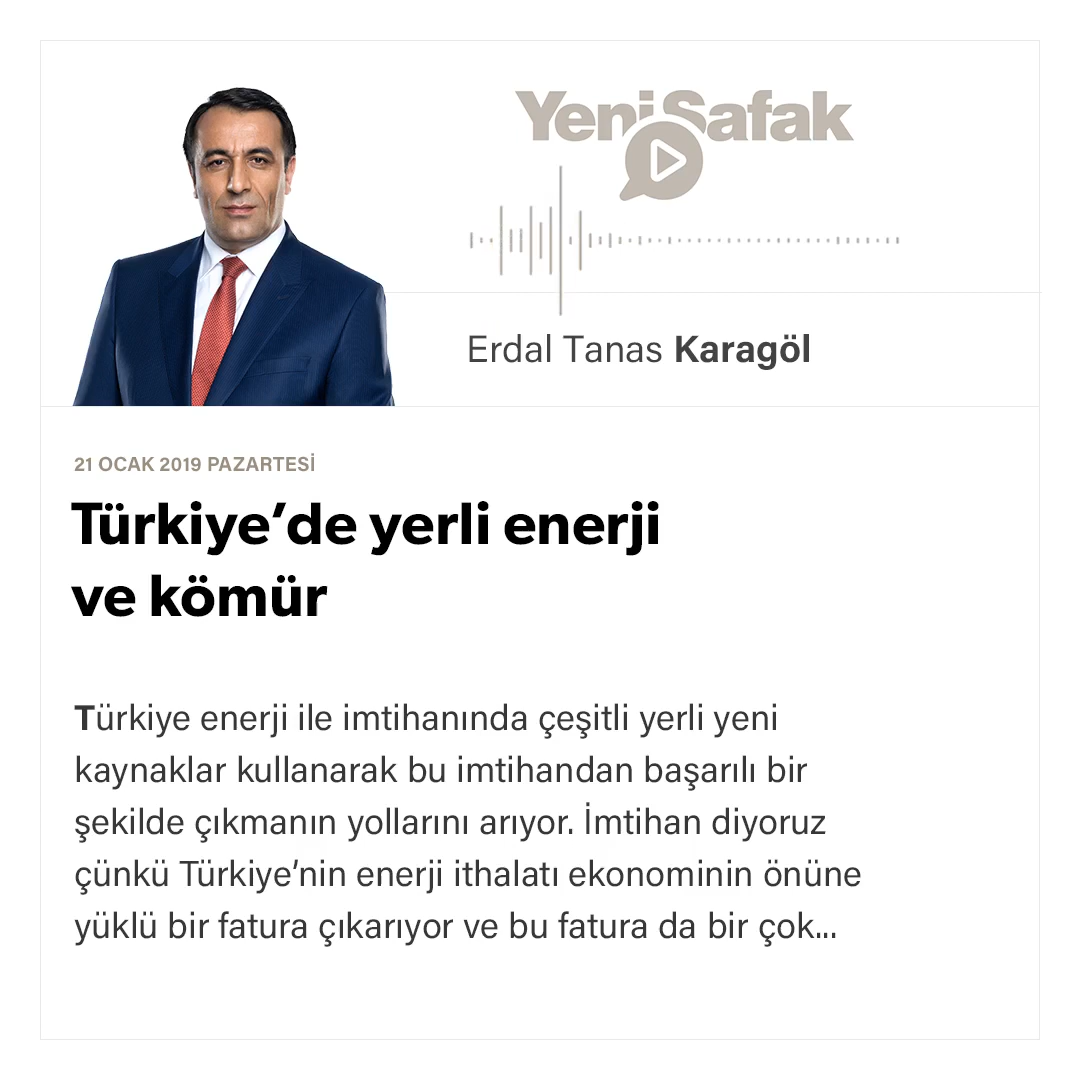 YeniSafak
Erdal Tanas Karagöl
21 OCAK 2019 PAZARTESİ
Türkiye’de yerli enerji
ve kömür
Türkiye enerji ile imtihanında çeşitli yerli yeni
kaynaklar kullanarak bu imtihandan başarılı bir
şekilde çıkmanın yollarını arıyor. İmtihan diyoruz
çünkü Türkiye’nin enerji ithalatı ekonominin önüne
yüklü bir fatura çıkarıyor ve bu fatura da bir çok...